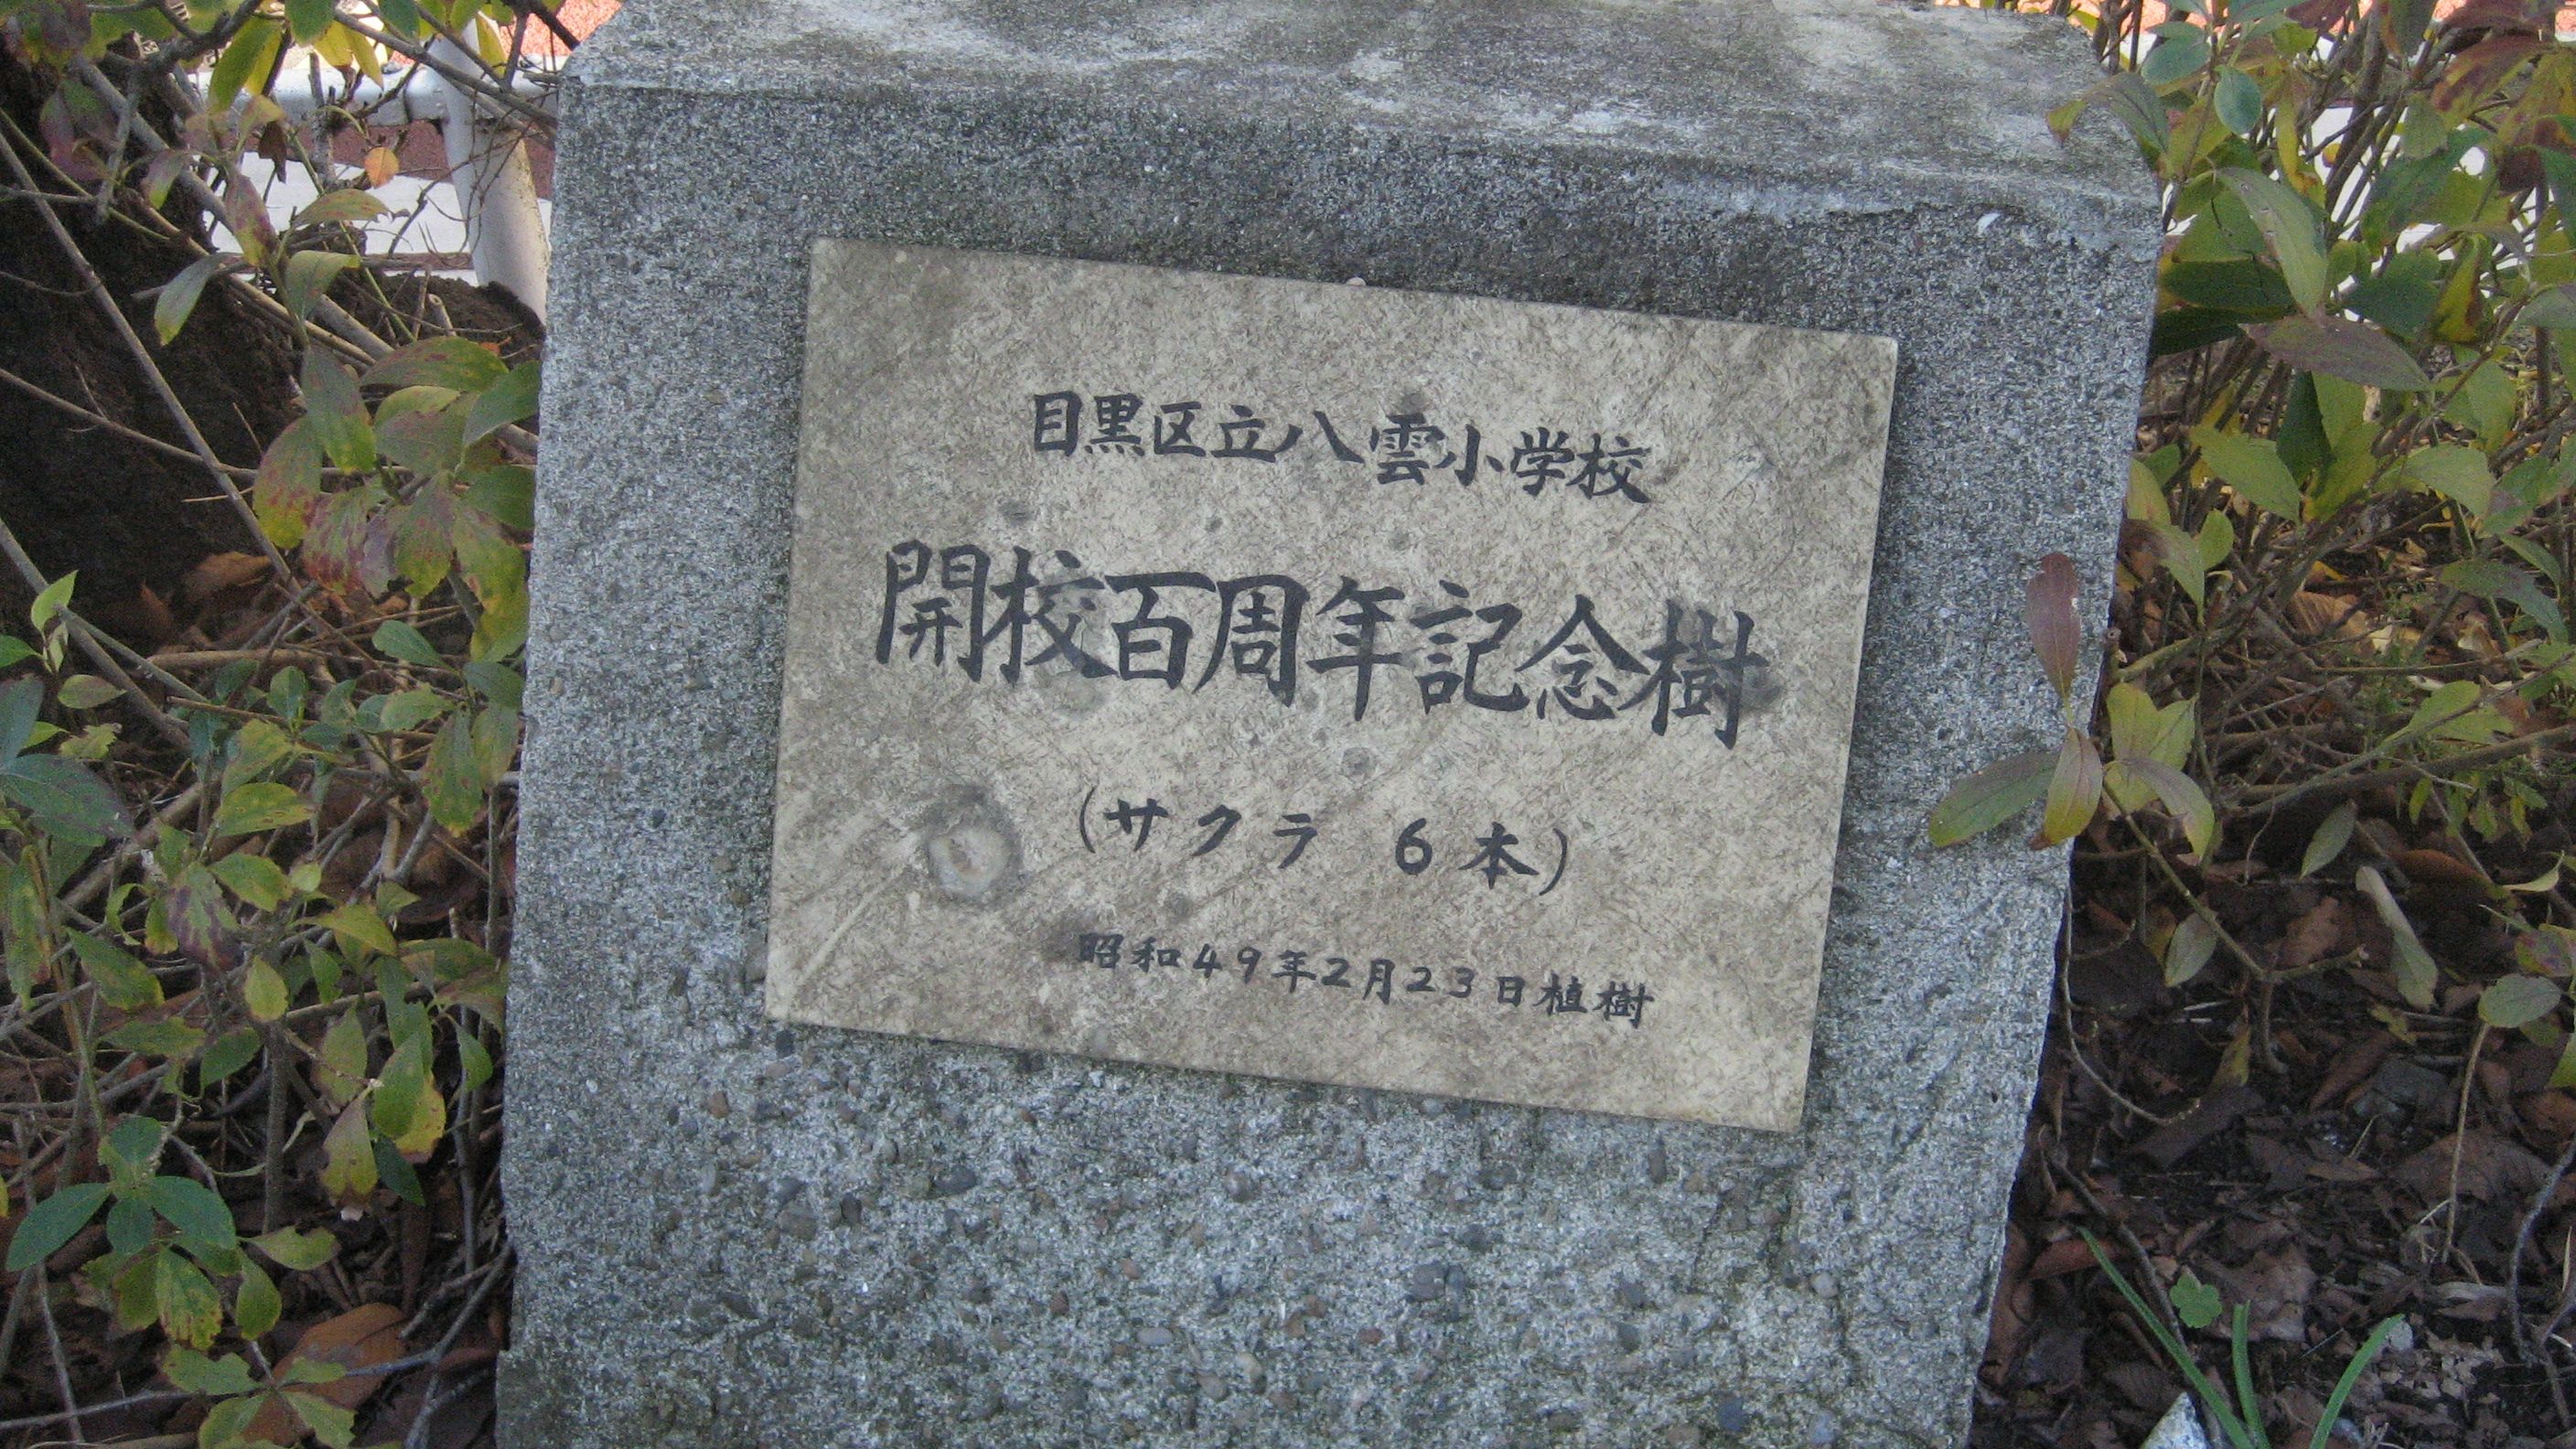 目黒区立八雲小学校
開校百周年記念樹
(サクラ 6本)
昭和49年2月23日植樹